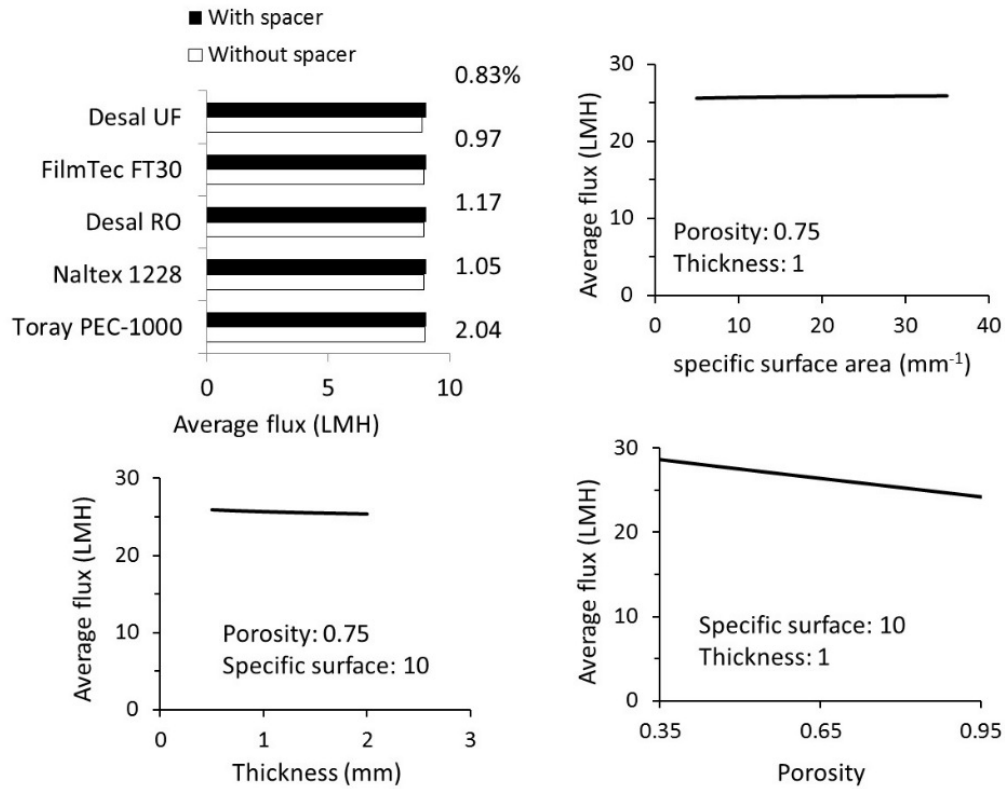 With spacer
Without spacer
0.83%
Desal UF
0.97
FilmTec FT30
1.17
Desal RO
1.05
Naltex 1228
2.04
Toray PEC-1000
0 5 10
Average flux (LMH)
30
20
10
0
Average flux (LMH)
Porosity: 0.75
Thickness: 1
0 10 20 30 40
specific surface area (mm⁻¹)
30
20
10
0
Average flux (LMH)
Porosity: 0.75
Specific surface: 10
0 1 2 3
Thickness (mm)
30
20
10
0
Average flux (LMH)
Specific surface: 10
Thickness: 1
0.35 0.65 0.95
Porosity